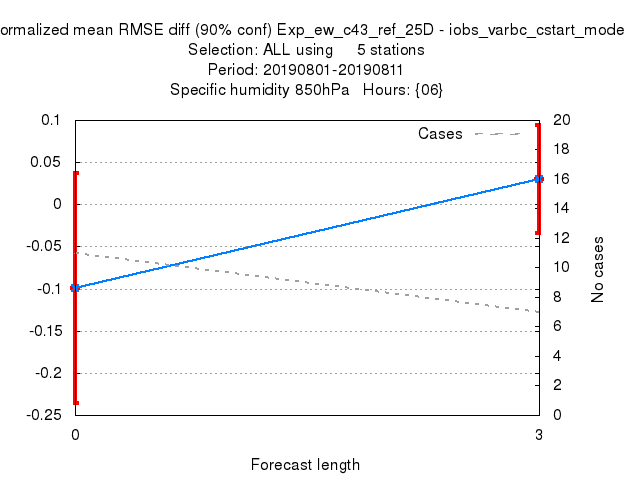 ormalized mean RMSE diff (90% conf) Exp_ew_c43_ref_25D - iobs_varbc_cstart_mode
Selection: ALL using 5 stations
Period: 20190801-20190811
Specific humidity 850hPa Hours: {06}
Cases
0.1
0.05
0
-0.05
-0.1
-0.15
-0.2
-0.25
20
18
16
14
12
10
8
6
4
2
0
No cases
0 3
Forecast length